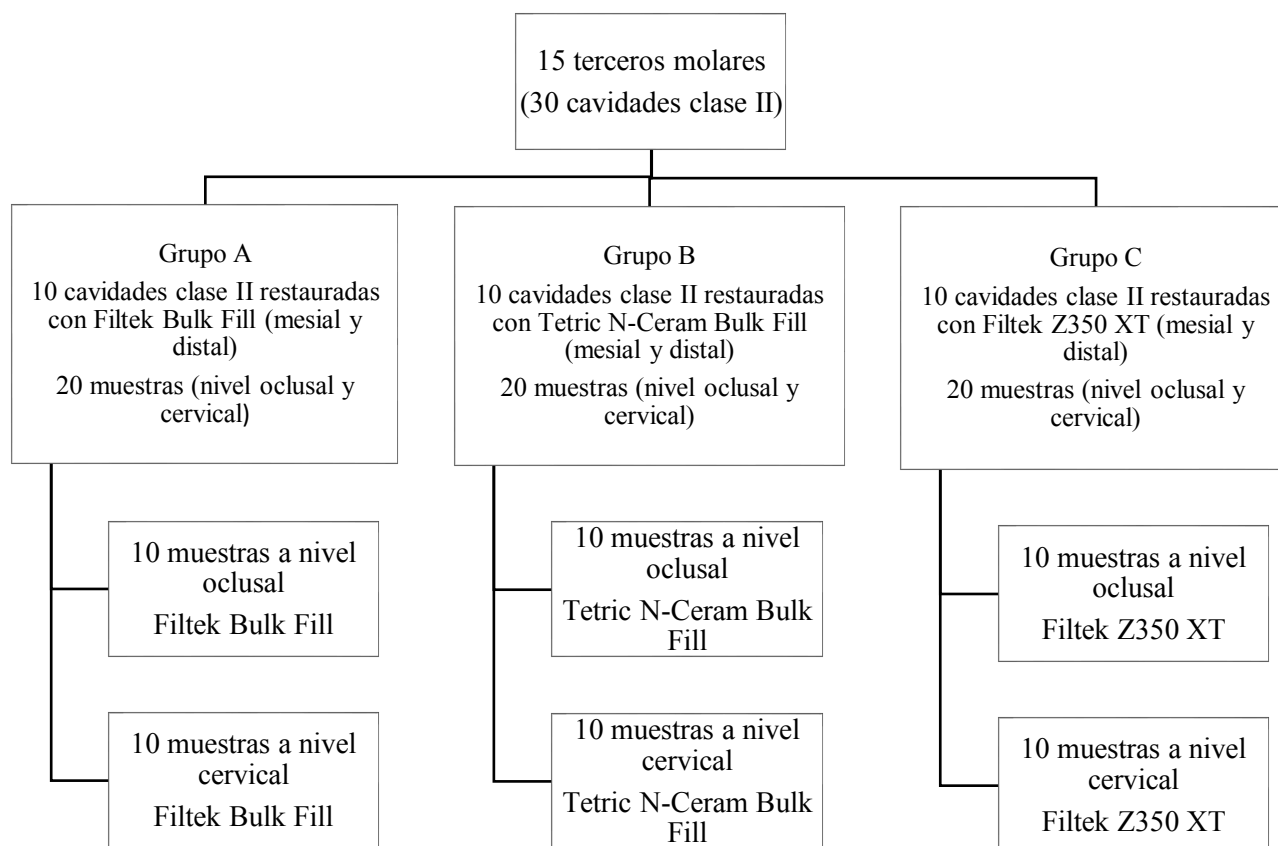 15 terceros molares
(30 cavidades clase II)
Grupo A
10 cavidades clase II restauradas
con Filtek Bulk Fill (mesial y
distal)
20 muestras (nivel oclusal y
cervical)
Grupo B
10 cavidades clase II restauradas
con Tetric N-Ceram Bulk Fill
(mesial y distal)
20 muestras (nivel oclusal y
cervical)
Grupo C
10 cavidades clase II restauradas
con Filtek Z350 XT (mesial y
distal)
20 muestras (nivel oclusal y
cervical)
10 muestras a nivel
oclusal
Filtek Bulk Fill
10 muestras a nivel
oclusal
Tetric N-Ceram Bulk
Fill
10 muestras a nivel
oclusal
Filtek Z350 XT
10 muestras a nivel
cervical
Filtek Bulk Fill
10 muestras a nivel
cervical
Tetric N-Ceram Bulk
Fill
10 muestras a nivel
cervical
Filtek Z350 XT